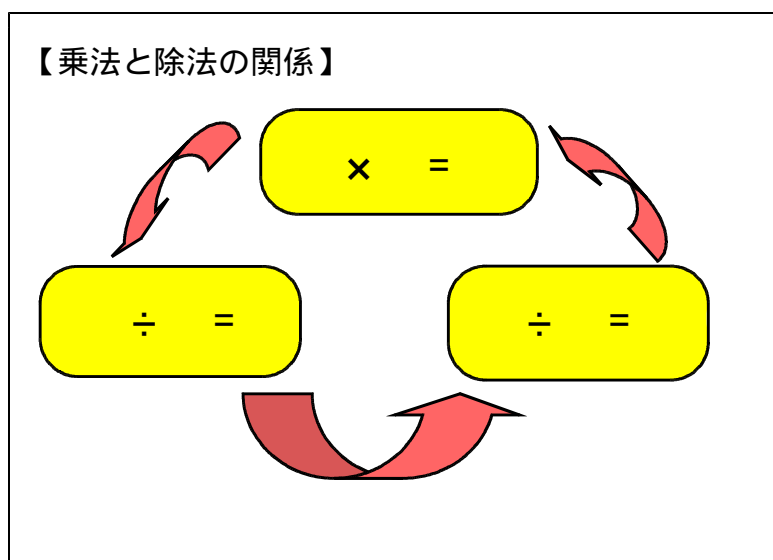 【乗法と除法の関係】
× =
÷ =
÷ =